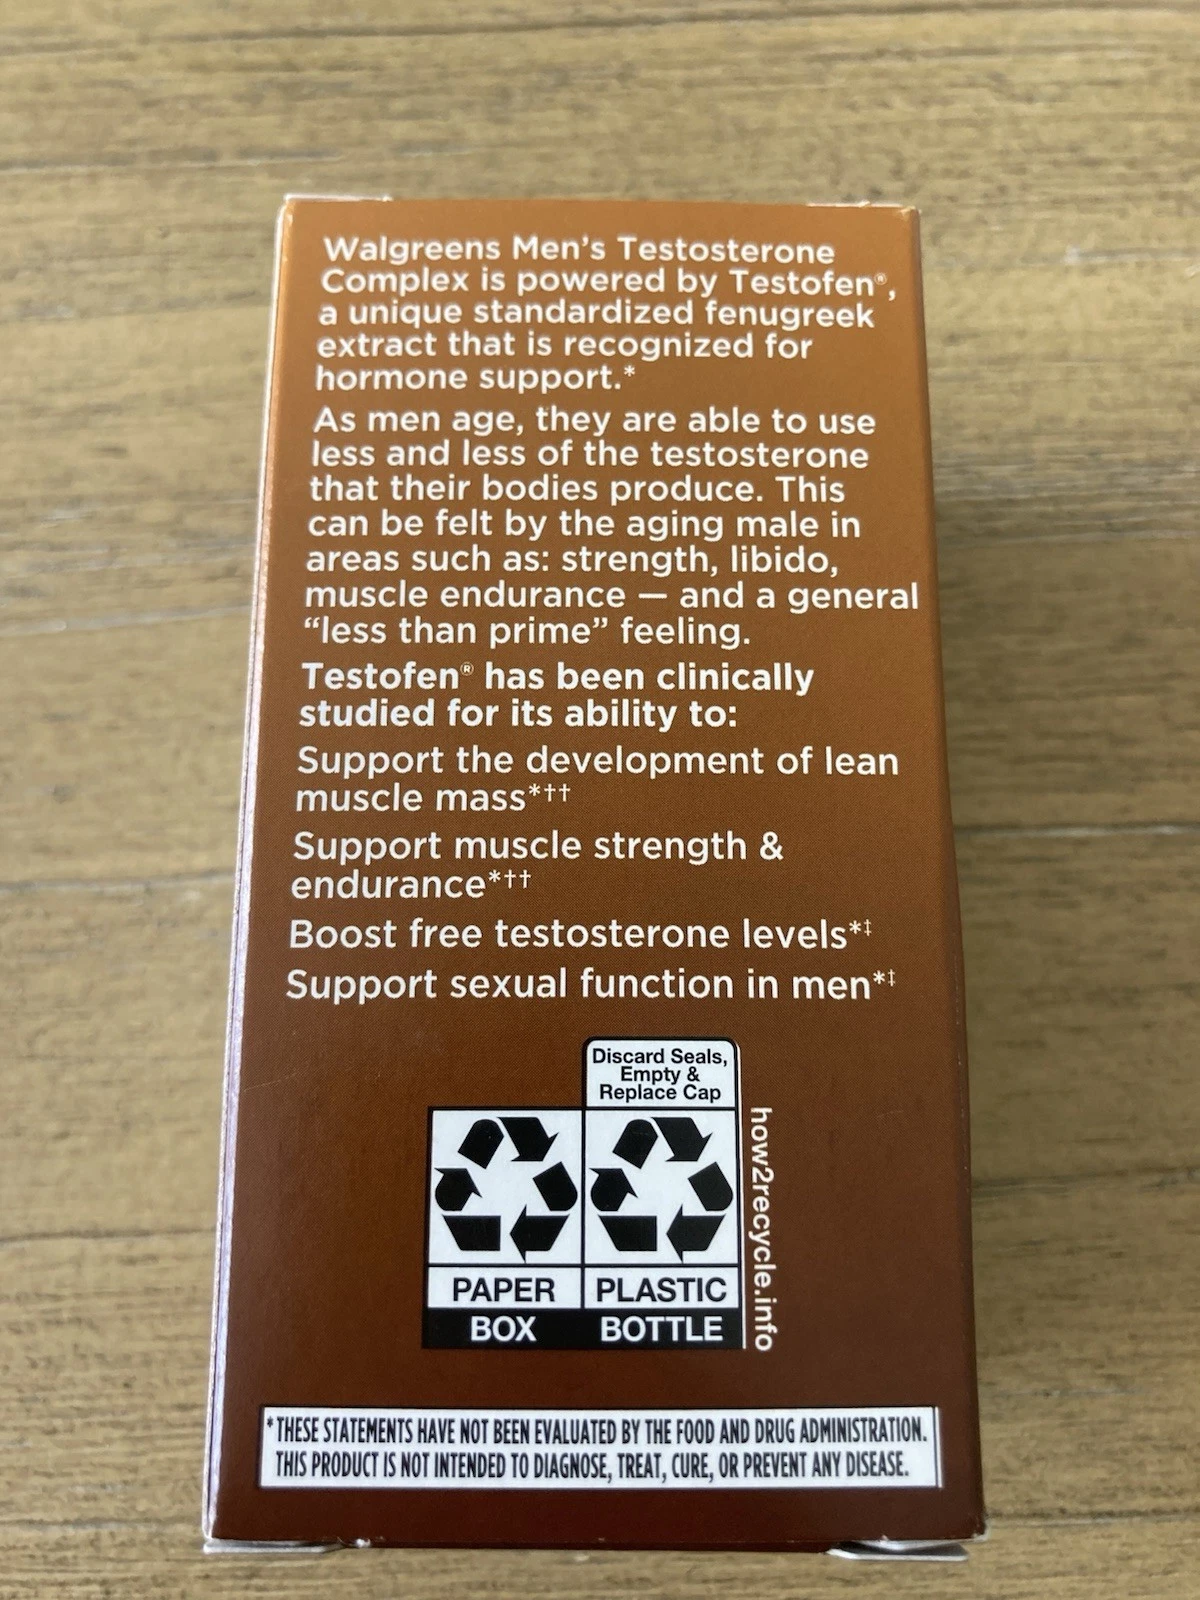 Walgreens Men's Testosterone
Complex is powered by Testofen®,
a unique standardized fenugreek
extract that is recognized for
hormone support.*
As men age, they are able to use
less and less of the testosterone
that their bodies produce. This
can be felt by the aging male in
areas such as: strength, libido,
muscle endurance — and a general
“less than prime” feeling.
Testofen® has been clinically
studied for its ability to:
Support the development of lean
muscle mass*††
Support muscle strength &
endurance*††
Boost free testosterone levels*‡
Support sexual function in men*‡
Discard Seals,
Empty &
Replace Cap
PAPER PLASTIC
BOX BOTTLE
how2recycle.info
*THESE STATEMENTS HAVE NOT BEEN EVALUATED BY THE FOOD AND DRUG ADMINISTRATION.
THIS PRODUCT IS NOT INTENDED TO DIAGNOSE, TREAT, CURE, OR PREVENT ANY DISEASE.